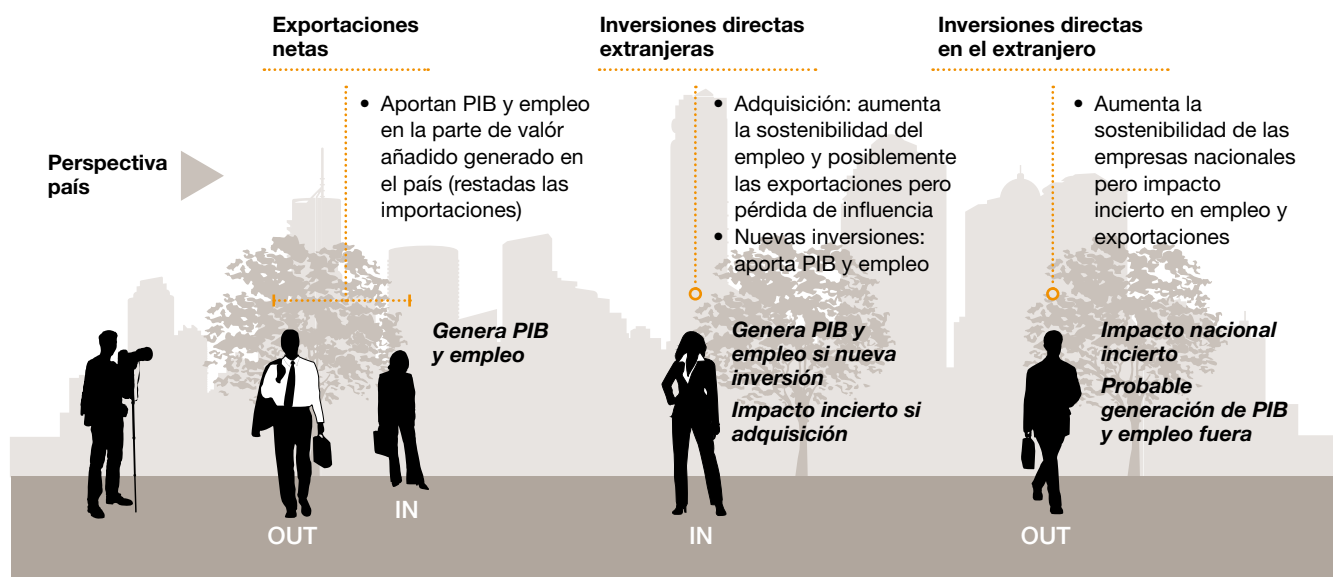 Exportaciones
netas
Inversiones directas
extranjeras
Inversiones directas
en el extranjero
Perspectiva
país
• Aportan PIB y empleo
en la parte de valór
añadido generado en
el país (restadas las
importaciones)
• Adquisición: aumenta
la sostenibilidad del
empleo y posiblemente
las exportaciones pero
pérdida de influencia
• Nuevas inversiones:
aporta PIB y empleo
• Aumenta la
sostenibilidad de las
empresas nacionales
pero impacto
incierto en empleo y
exportaciones
Genera PIB
y empleo
Genera PIB y
empleo si nueva
inversión
Impacto incierto si
adquisición
Impacto nacional
incierto
Probable
generación de PIB
y empleo fuera
OUT
IN
IN
OUT